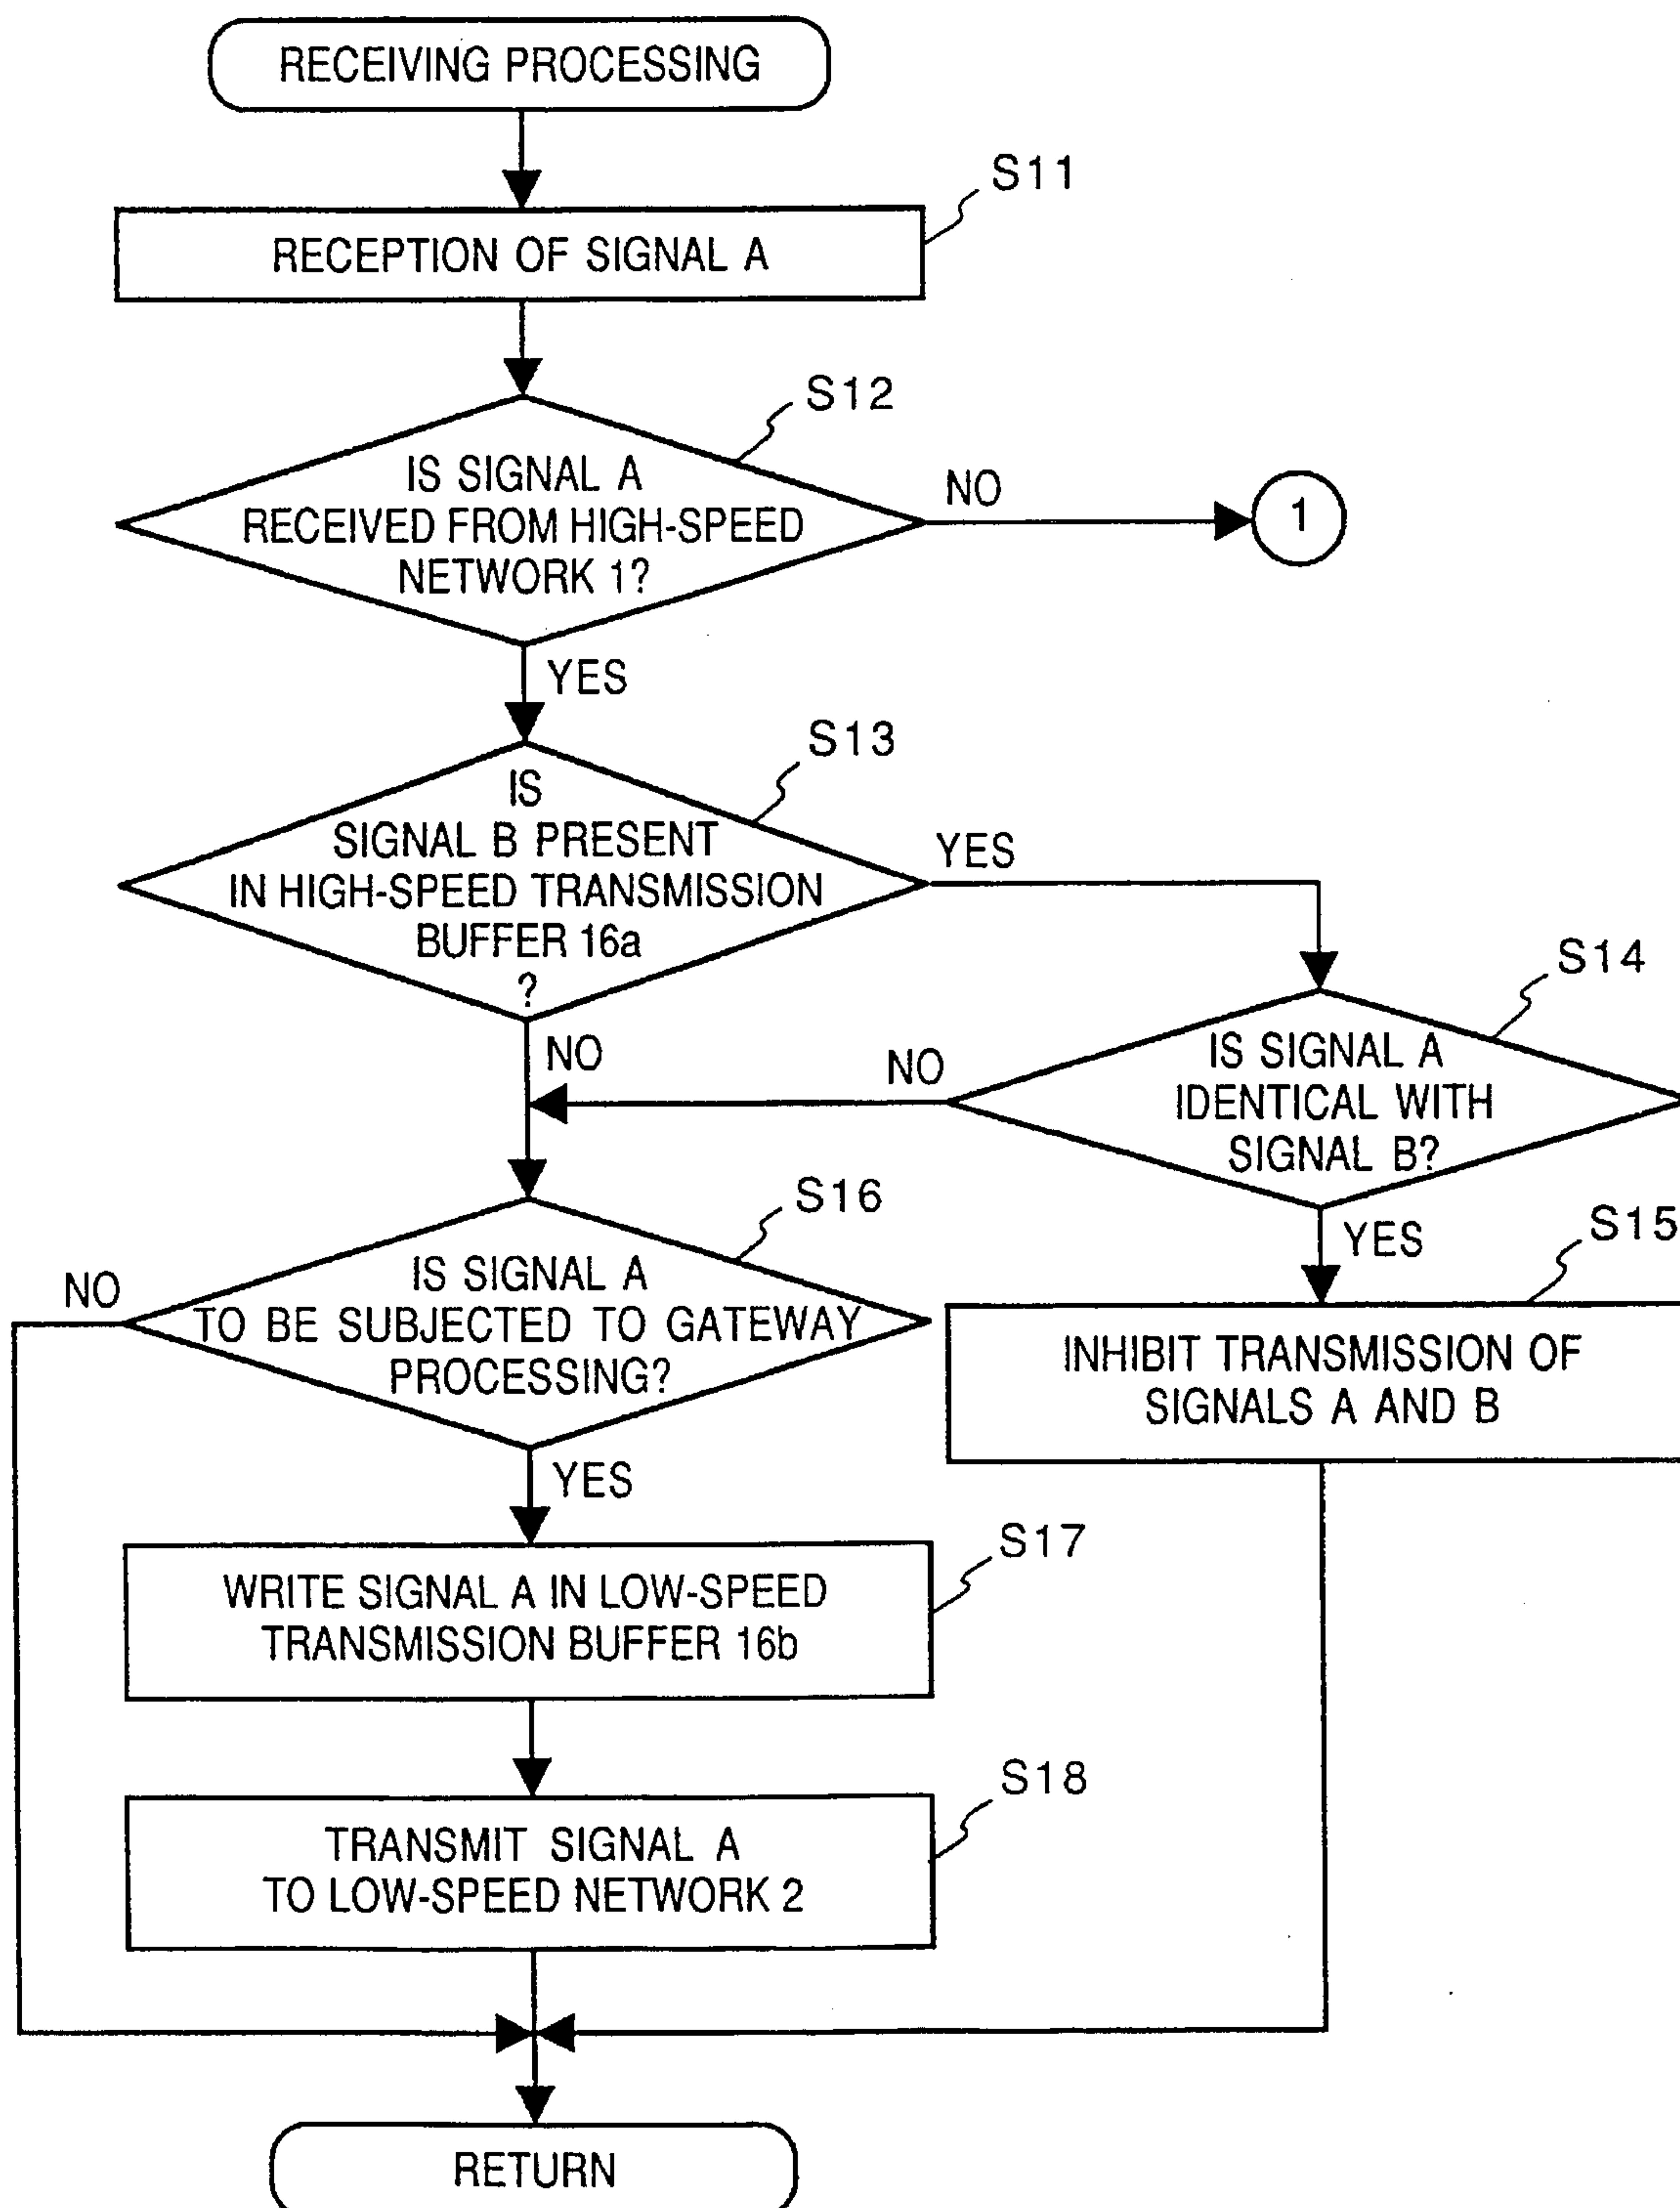 RECEIVING PROCESSING
S11
RECEPTION OF SIGNAL A
S12
IS SIGNAL A
RECEIVED FROM HIGH-SPEED
NETWORK 1?
NO
1
YES
S13
IS
SIGNAL B PRESENT
IN HIGH-SPEED TRANSMISSION
BUFFER 16a
?
YES
NO
S14
IS SIGNAL A
IDENTICAL WITH
SIGNAL B?
NO
YES
S15
INHIBIT TRANSMISSION OF
SIGNALS A AND B
S16
IS SIGNAL A
TO BE SUBJECTED TO GATEWAY
PROCESSING?
NO
YES
S17
WRITE SIGNAL A IN LOW-SPEED
TRANSMISSION BUFFER 16b
S18
TRANSMIT SIGNAL A
TO LOW-SPEED NETWORK 2
RETURN